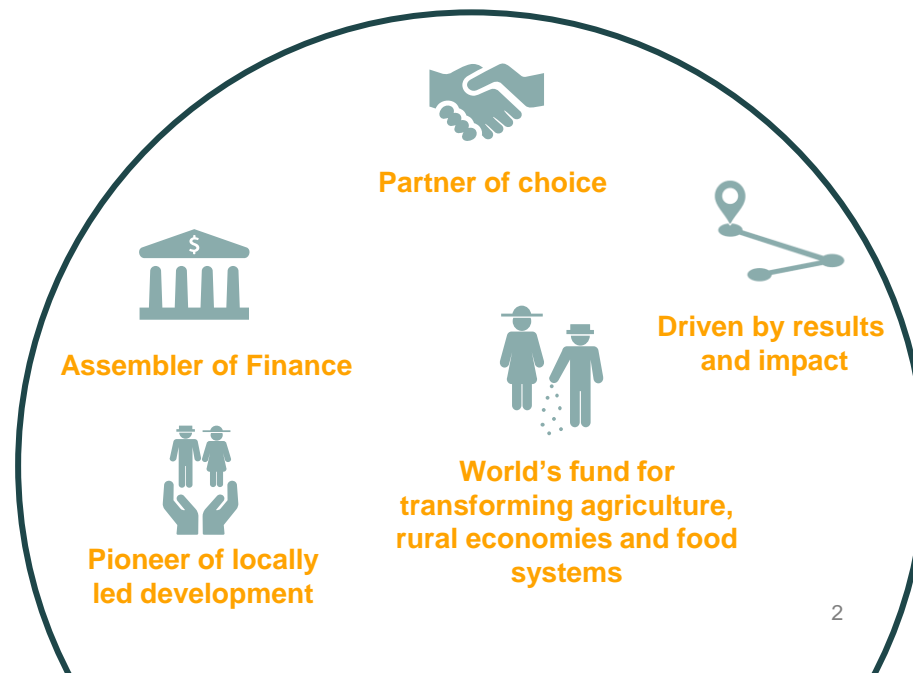 Partner of choice
$
Assembler of Finance
Driven by results
and impact
Pioneer of locally
led development
World’s fund for
transforming agriculture,
rural economies and food
systems
2